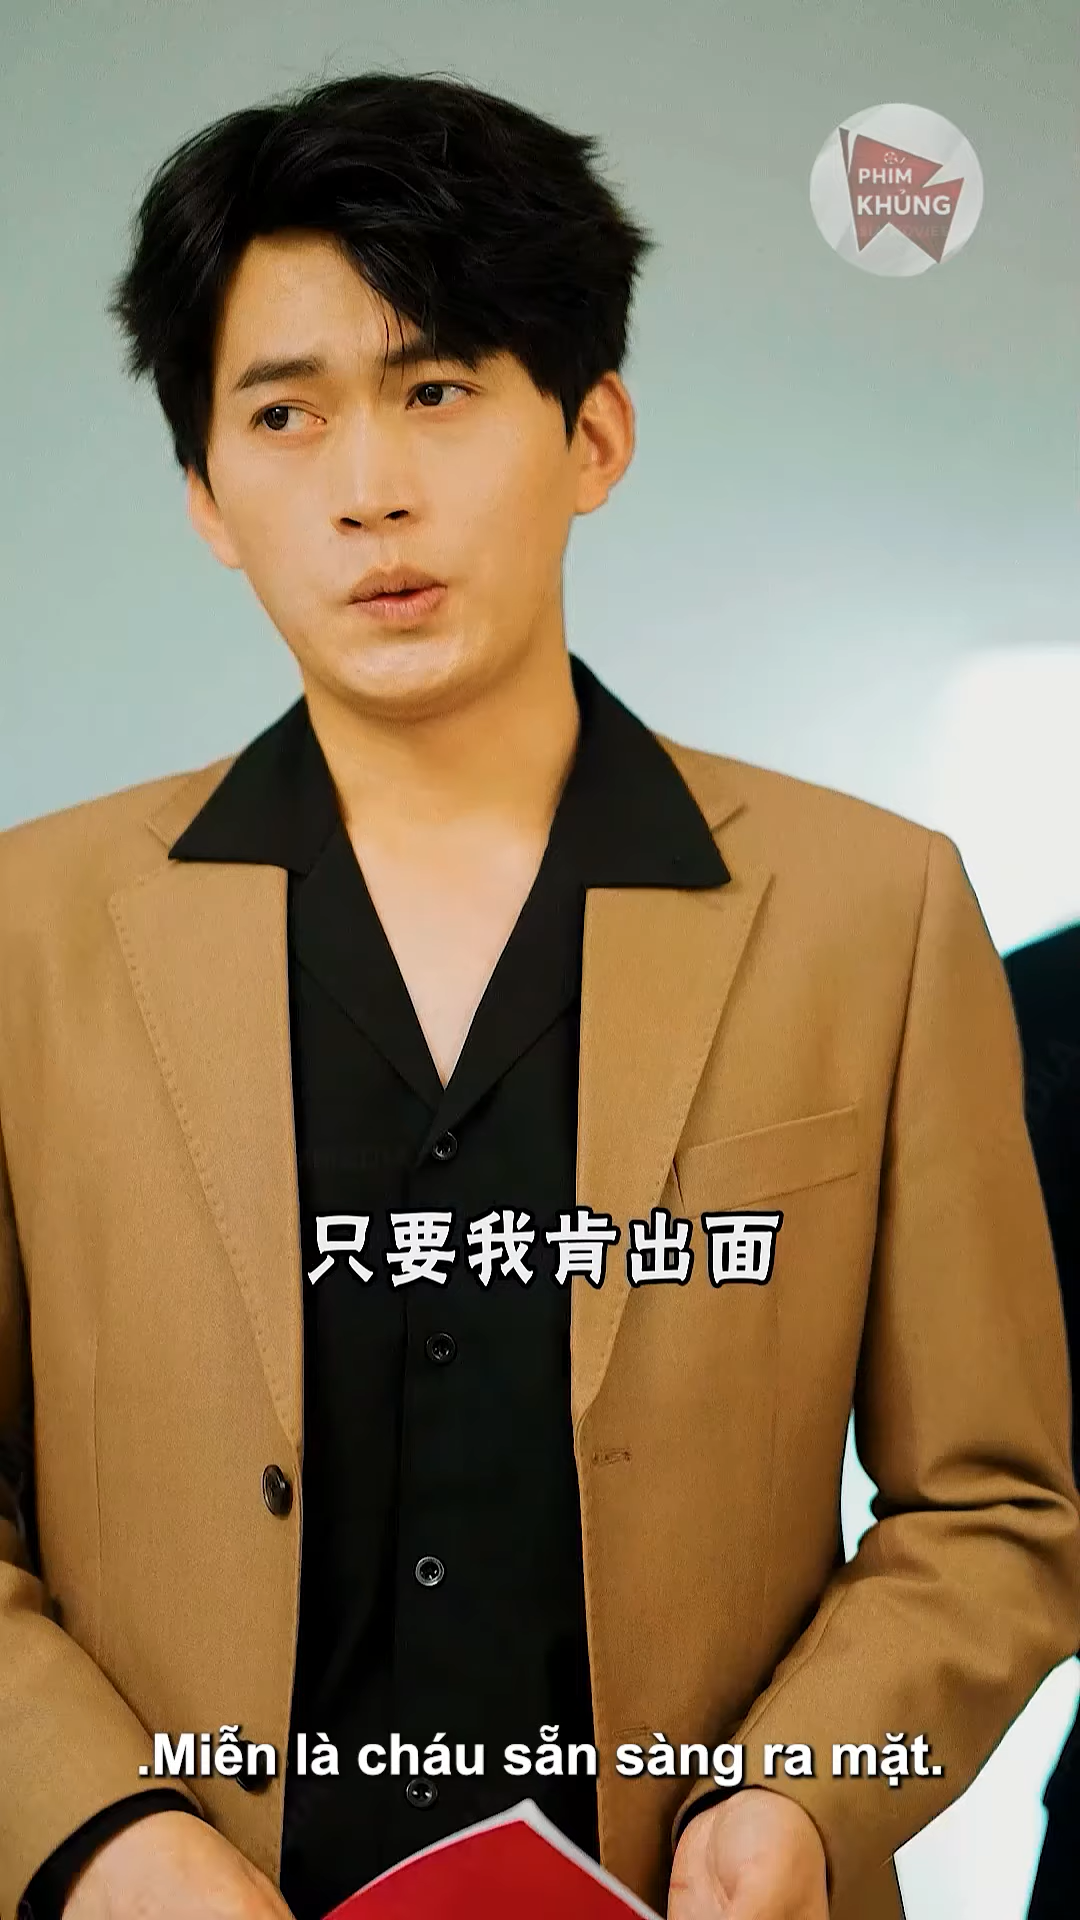 PHIM
KHỦNG
只要我肯出面
.Miễn là cháu sẵn sàng ra mặt.